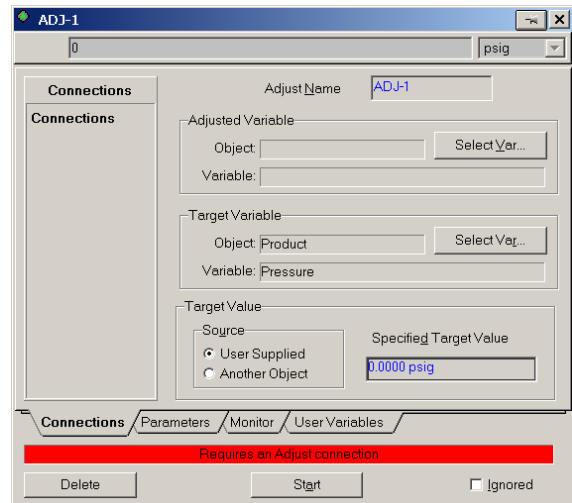 ADJ-1
0 psig
Connections
Connections
Adjust Name ADJ-1
Adjusted Variable
Object: Select Var...
Variable:
Target Variable
Object: Product Select Var...
Variable: Pressure
Target Value
Source
User Supplied
Another Object
Specified Target Value
0.0000 psig
Connections Parameters Monitor User Variables
Requires an Adjust connection
Delete Start Ignored